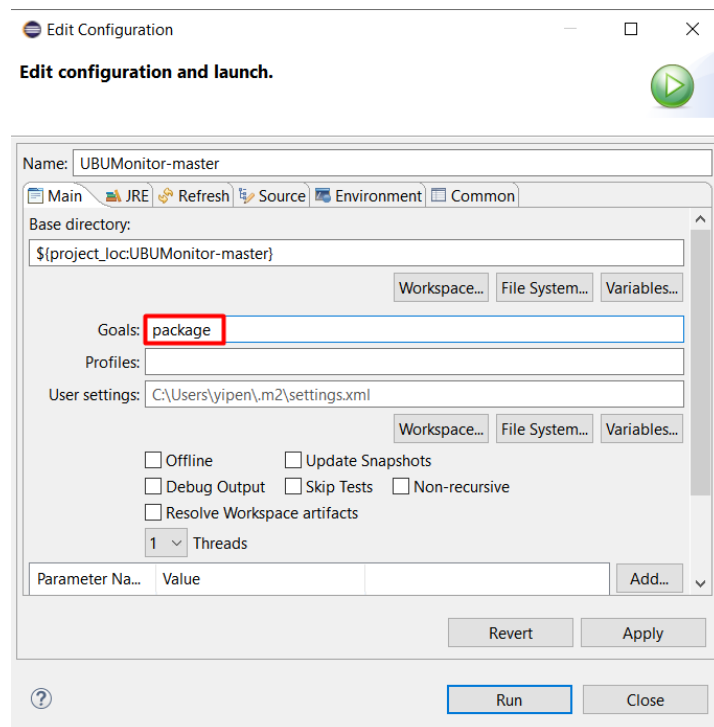 Edit Configuration
Edit configuration and launch.
Name: UBUMonitor-master
Main JRE Refresh Source Environment Common
Base directory:
${project_loc:UBUMonitor-master}
Workspace... File System... Variables...
Goals: package
Profiles:
User settings: C:\Users\yipen\.m2\settings.xml
Workspace... File System... Variables...
Offline Update Snapshots
Debug Output Skip Tests Non-recursive
Resolve Workspace artifacts
1 Threads
Parameter Na... Value Add...
Revert Apply
? Run Close